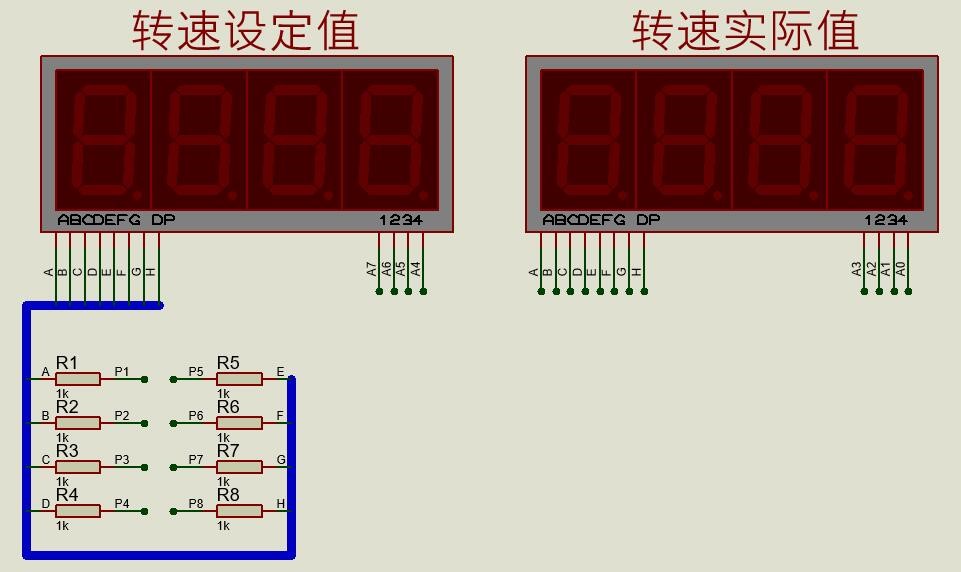 转速设定值 转速实际值
ABCDEFG DP 1234 ABCDEFG DP 1234
A B C D E F G H A7 A6 A5 A4 A B C D E F G H A3 A2 A1 A0
A R1 P1 P5 R5 E
1k 1k
B R2 P2 P6 R6 F
1k 1k
C R3 P3 P7 R7 G
1k 1k
D R4 P4 P8 R8 H
1k 1k